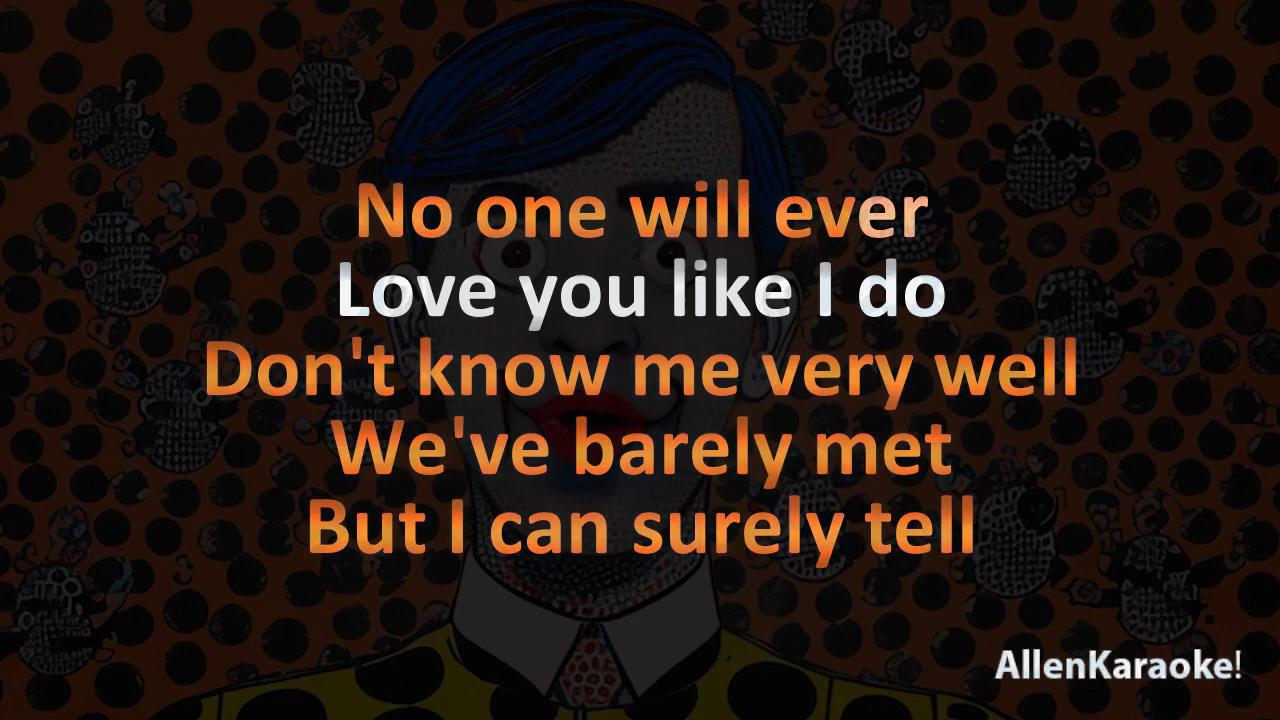 No one will ever
Love you like I do
Don't know me very well
We've barely met
But I can surely tell
AllenKaraoke!